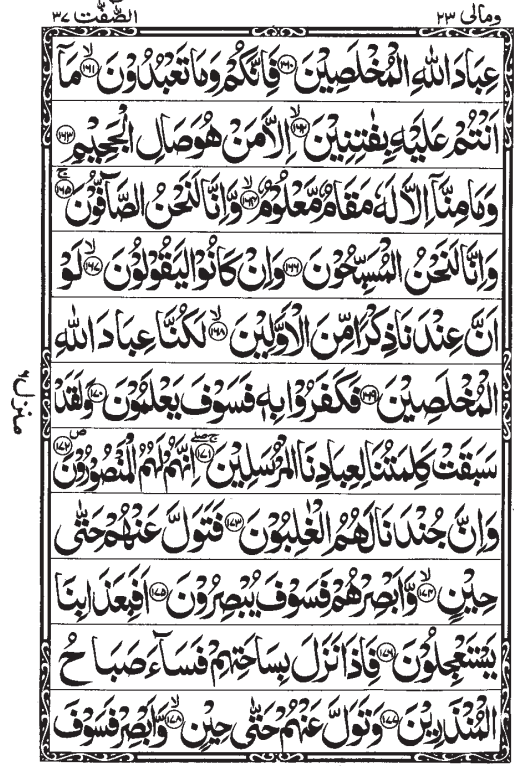 ومالی ٢٣
الصّٰٓفّٰت ٣٧
عِبَادَ اللّٰهِ الْمُخْلَصِيْنَ ﴿١٦٠﴾ فَاِنَّكُمْ وَمَا تَعْبُدُوْنَ ۙ﴿١٦١﴾ مَآ
اَنْتُمْ عَلَيْهِ بِفٰتِنِيْنَ ۙ﴿١٦٢﴾ اِلَّا مَنْ هُوَ صَالِ الْجَحِيْمِ ﴿١٦٣﴾
وَمَا مِنَّآ اِلَّا لَهٗ مَقَامٌ مَّعْلُوْمٌ ۙ﴿١٦٤﴾ وَّاِنَّا لَنَحْنُ الصَّآفُّوْنَ ۚ﴿١٦٥﴾
وَاِنَّا لَنَحْنُ الْمُسَبِّحُوْنَ ﴿١٦٦﴾ وَاِنْ كَانُوْا لَيَقُوْلُوْنَ ۙ﴿١٦٧﴾ لَوْ
اَنَّ عِنْدَنَا ذِكْرًا مِّنَ الْاَوَّلِيْنَ ۙ﴿١٦٨﴾ لَكُنَّا عِبَادَ اللّٰهِ
الْمُخْلَصِيْنَ ﴿١٦٩﴾ فَكَفَرُوْا بِهٖ فَسَوْفَ يَعْلَمُوْنَ ﴿١٧٠﴾ وَلَقَدْ
سَبَقَتْ كَلِمَتُنَا لِعِبَادِنَا الْمُرْسَلِيْنَ ۚۖ﴿١٧١﴾ اِنَّهُمْ لَهُمُ الْمَنْصُوْرُوْنَ ۪﴿١٧٢﴾
وَاِنَّ جُنْدَنَا لَهُمُ الْغٰلِبُوْنَ ﴿١٧٣﴾ فَتَوَلَّ عَنْهُمْ حَتّٰى
حِيْنٍ ۙ﴿١٧٤﴾ وَّاَبْصِرْهُمْ فَسَوْفَ يُبْصِرُوْنَ ﴿١٧٥﴾ اَفَبِعَذَابِنَا
يَسْتَعْجِلُوْنَ ﴿١٧٦﴾ فَاِذَا نَزَلَ بِسَاحَتِهِمْ فَسَآءَ صَبَاحُ
الْمُنْذَرِيْنَ ﴿١٧٧﴾ وَتَوَلَّ عَنْهُمْ حَتّٰى حِيْنٍ ۙ﴿١٧٨﴾ وَّاَبْصِرْ فَسَوْفَ
منزل ٦